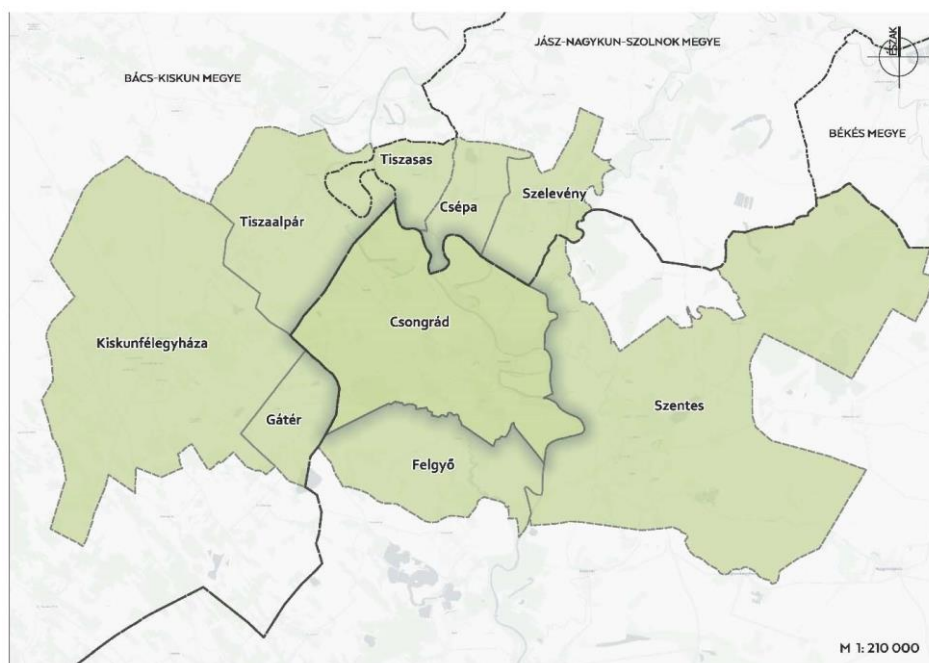 JÁSZ-NAGYKUN-SZOLNOK MEGYE
ÉSZAK
BÁCS-KISKUN MEGYE
BÉKÉS MEGYE
Tiszasas
Szelevény
Csépa
Tiszaalpár
Csongrád
Kiskunfélegyháza
Szentes
Gátér
Felgyő
M 1: 210 000